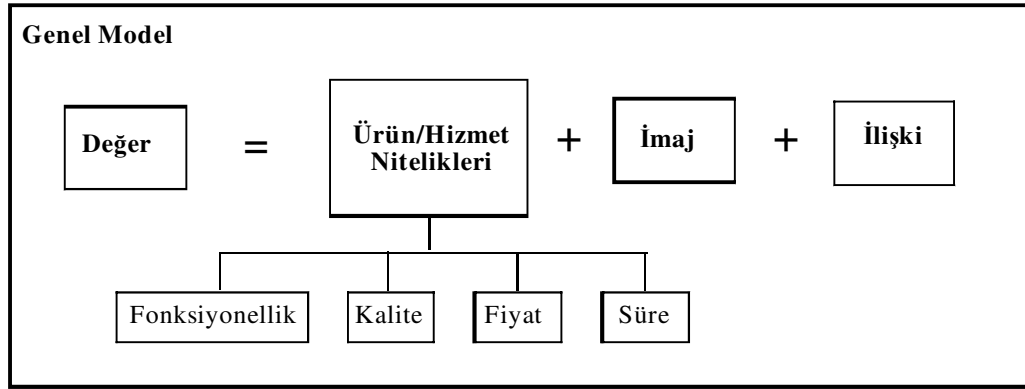 Genel Model
Değer = Ürün/Hizmet + İmaj + İlişki
Nitelikleri
Fonksiyonellik Kalite Fiyat Süre